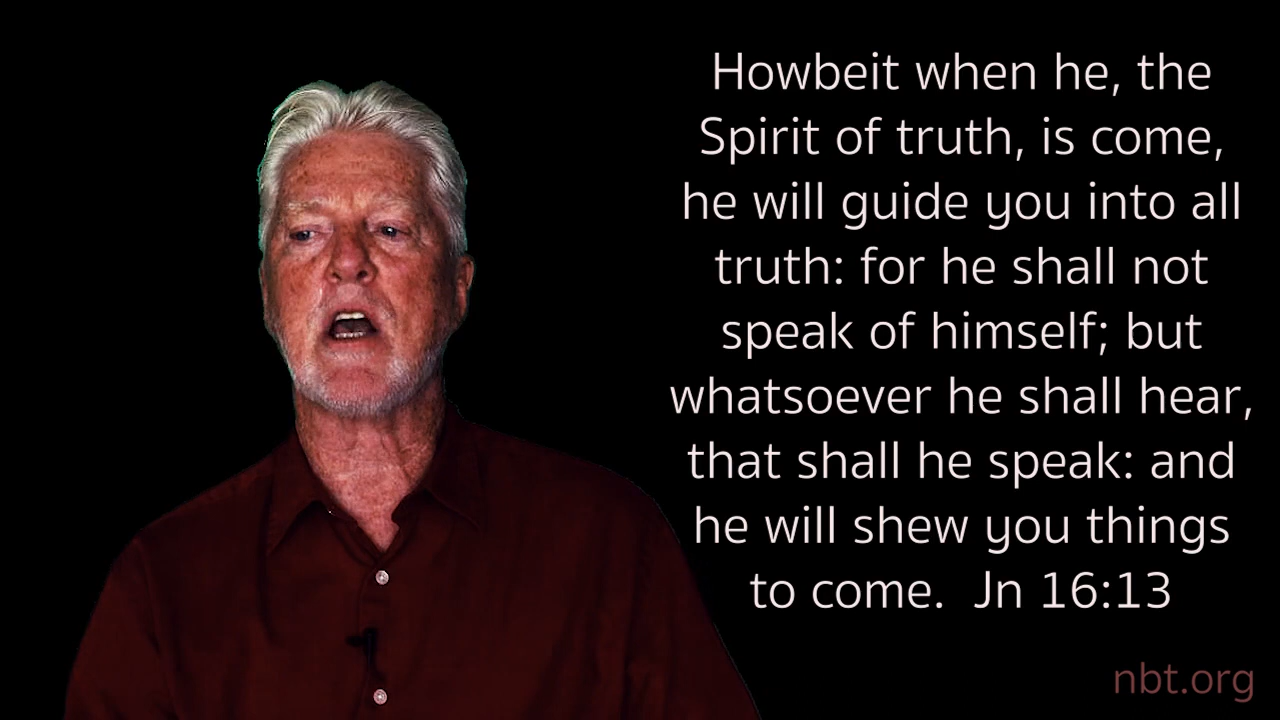 Howbeit when he, the
Spirit of truth, is come,
he will guide you into all
truth: for he shall not
speak of himself; but
whatsoever he shall hear,
that shall he speak: and
he will shew you things
to come.  Jn 16:13
nbt.org